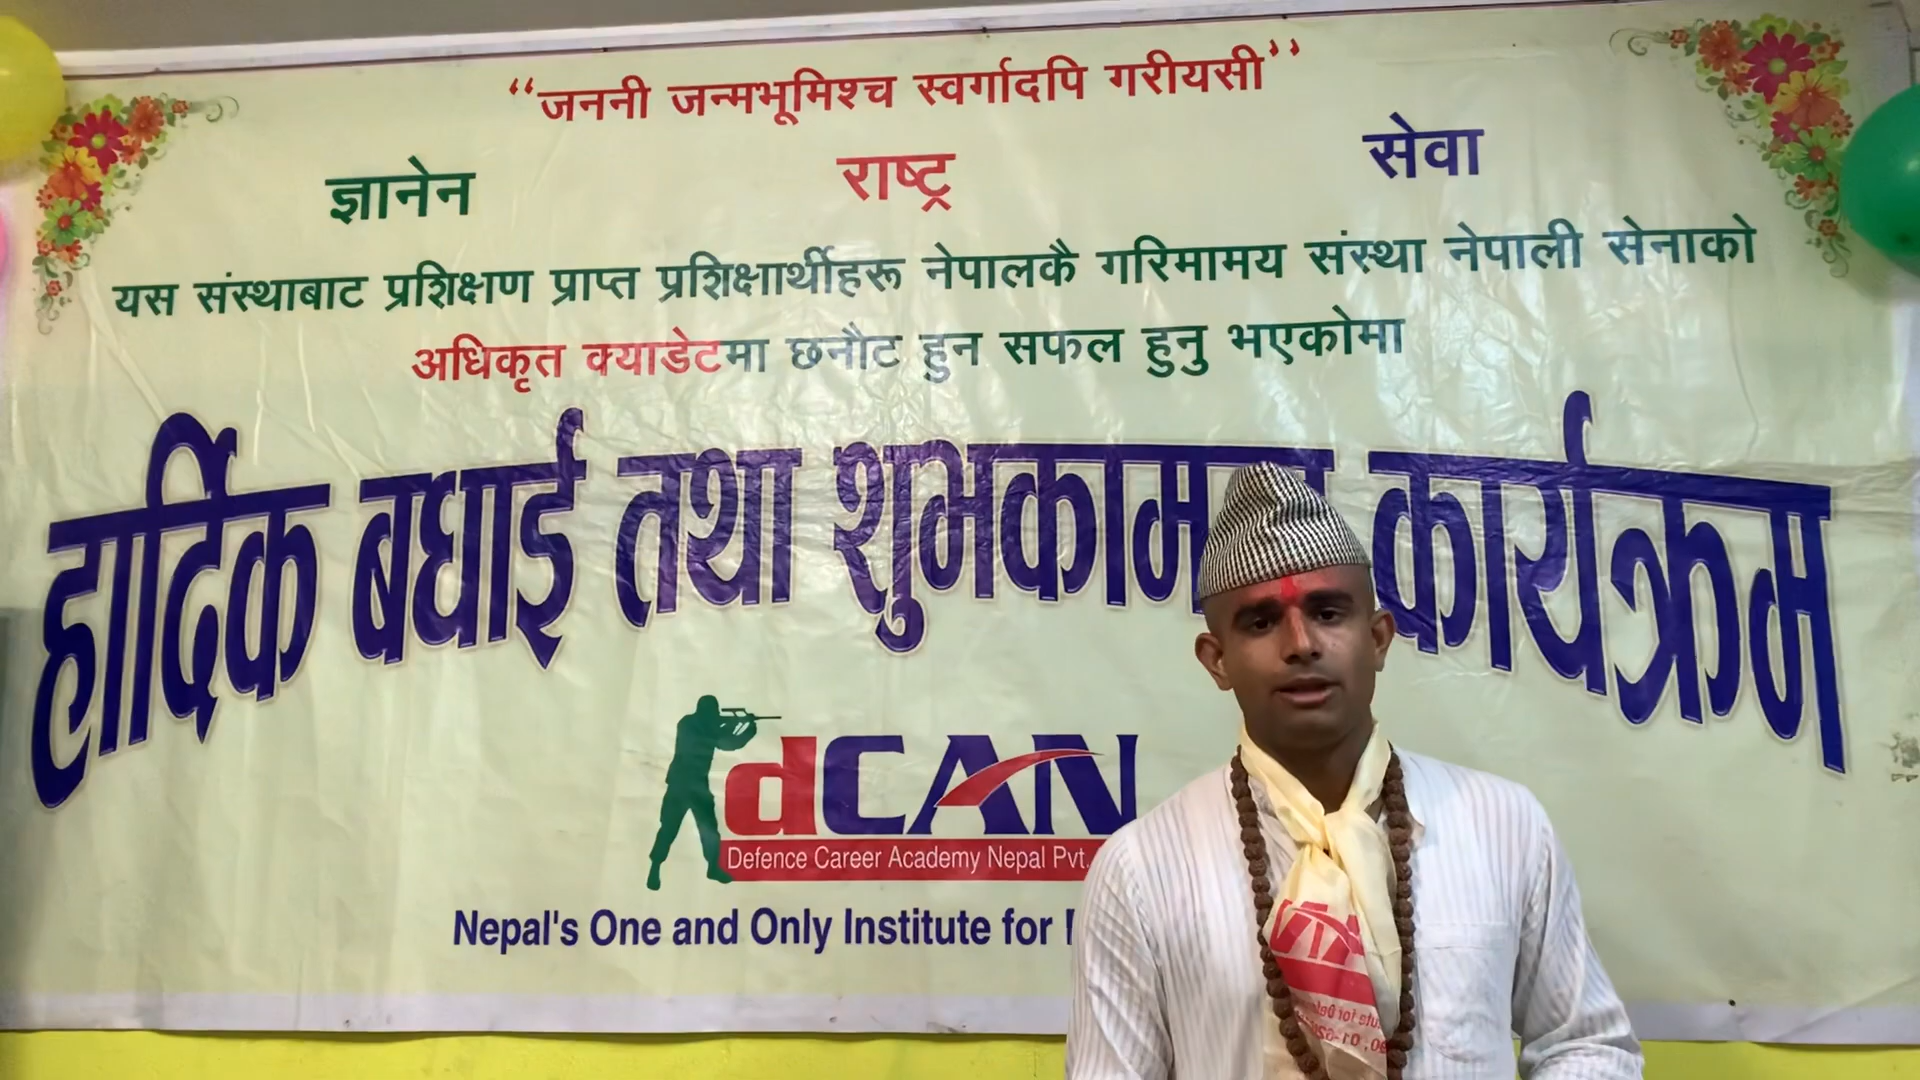 “जननी जन्मभूमिश्च स्वर्गादपि गरीयसी”
ज्ञानेन राष्ट्र सेवा
यस संस्थाबाट प्रशिक्षण प्राप्त प्रशिक्षार्थीहरू नेपालकै गरिमामय संस्था नेपाली सेनाको
अधिकृत क्याडेटमा छनौट हुन सफल हुनु भएकोमा
हार्दिक बधाई तथा कार्यक्रम
dCAN
Defence Career Academy Nepal Pvt.
Nepal's One and Only Institute for